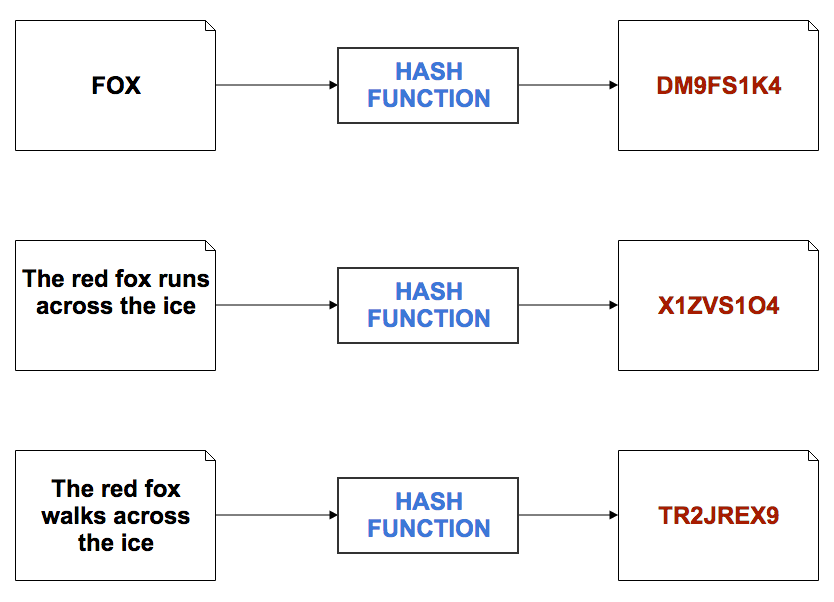 FOX
HASH
FUNCTION
DM9FS1K4
The red fox runs
across the ice
HASH
FUNCTION
X1ZVS1O4
The red fox
walks across
the ice
HASH
FUNCTION
TR2JREX9